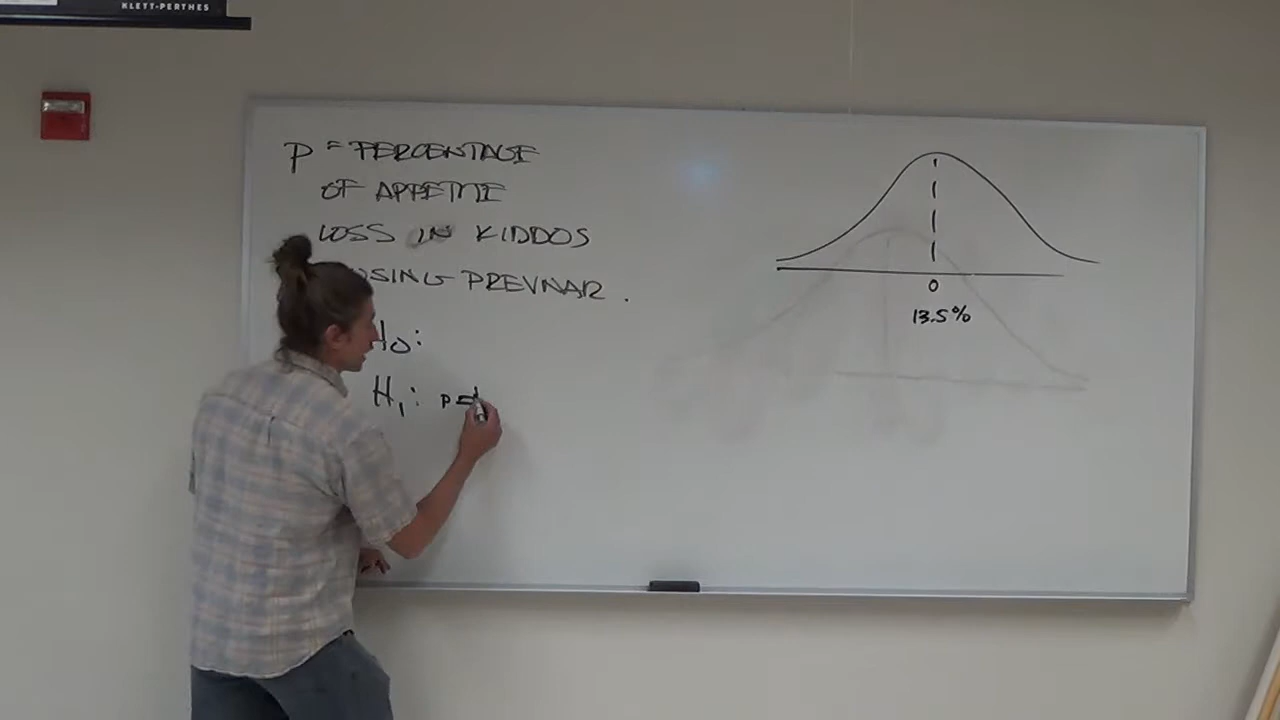 KLETT-PERTHES
P = PERCENTAGE
OF APPETITE
LOSS IN KIDDOS
USING PREVNAR.
H0:
H1: p
0
13.5%